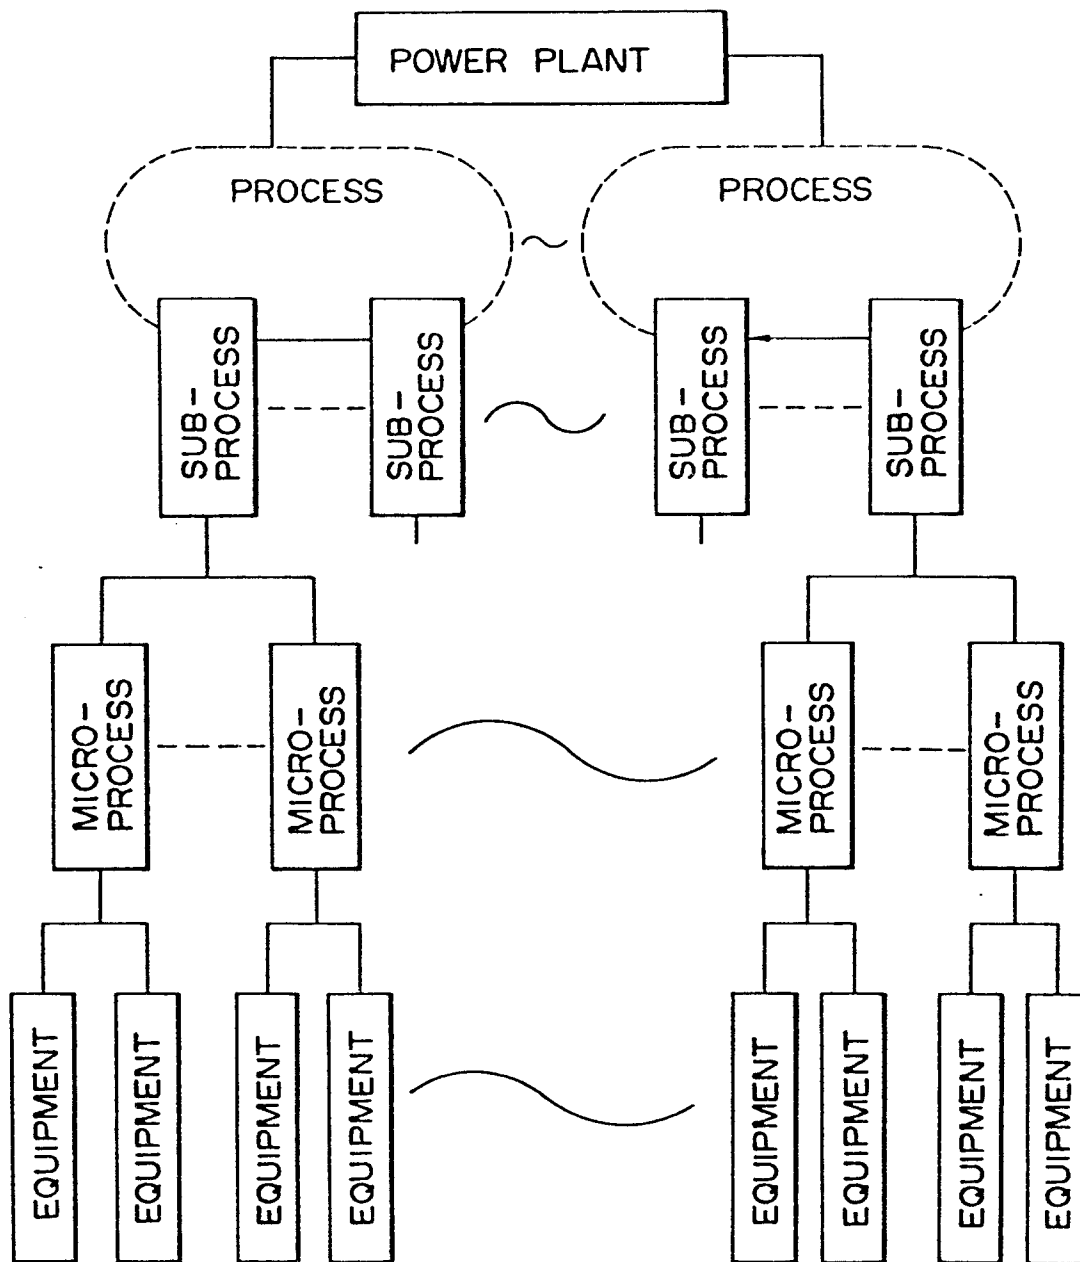 POWER PLANT
PROCESS
PROCESS
SUB-
PROCESS
SUB-
PROCESS
SUB-
PROCESS
SUB-
PROCESS
MICRO-
PROCESS
MICRO-
PROCESS
MICRO-
PROCESS
MICRO-
PROCESS
EQUIPMENT
EQUIPMENT
EQUIPMENT
EQUIPMENT
EQUIPMENT
EQUIPMENT
EQUIPMENT
EQUIPMENT